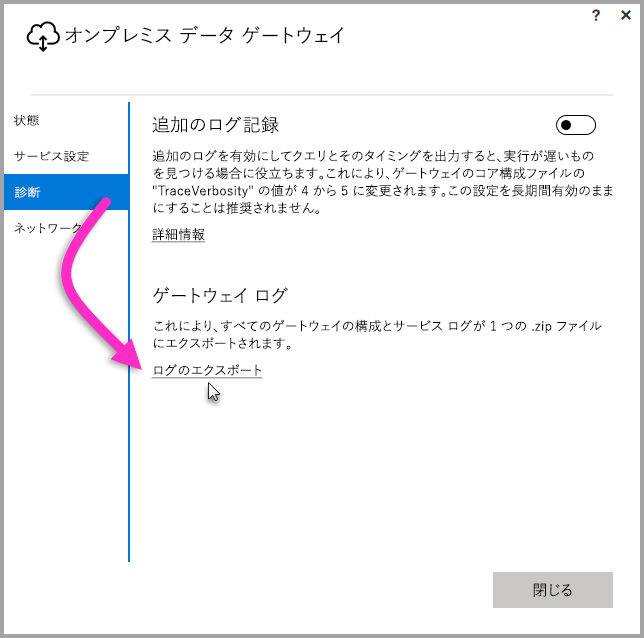 ? ×
オンプレミス データ ゲートウェイ
状態
サービス設定
診断
ネットワーク
追加のログ記録
追加のログを有効にしてクエリとそのタイミングを出力すると、実行が遅いもの
を見つける場合に役立ちます。これにより、ゲートウェイのコア構成ファイルの
"TraceVerbosity" の値が 4 から 5 に変更されます。この設定を長期間有効のまま
にすることは推奨されません。
詳細情報
ゲートウェイ ログ
これにより、すべてのゲートウェイの構成とサービス ログが 1 つの .zip ファイル
にエクスポートされます。
ログのエクスポート
閉じる